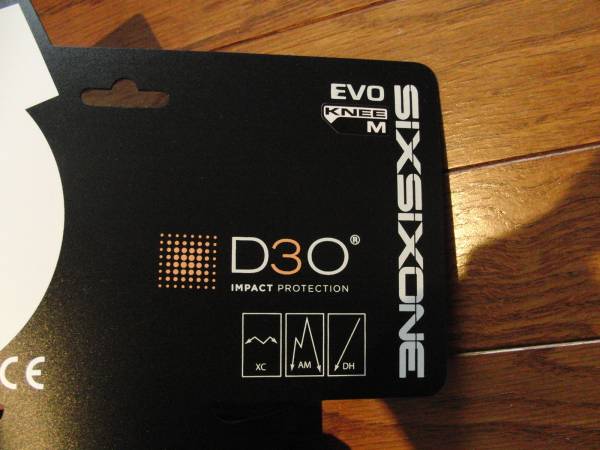 EVO
KNEE
M
SIXSIXONE
D3O®
IMPACT PROTECTION
XC AM DH
CE